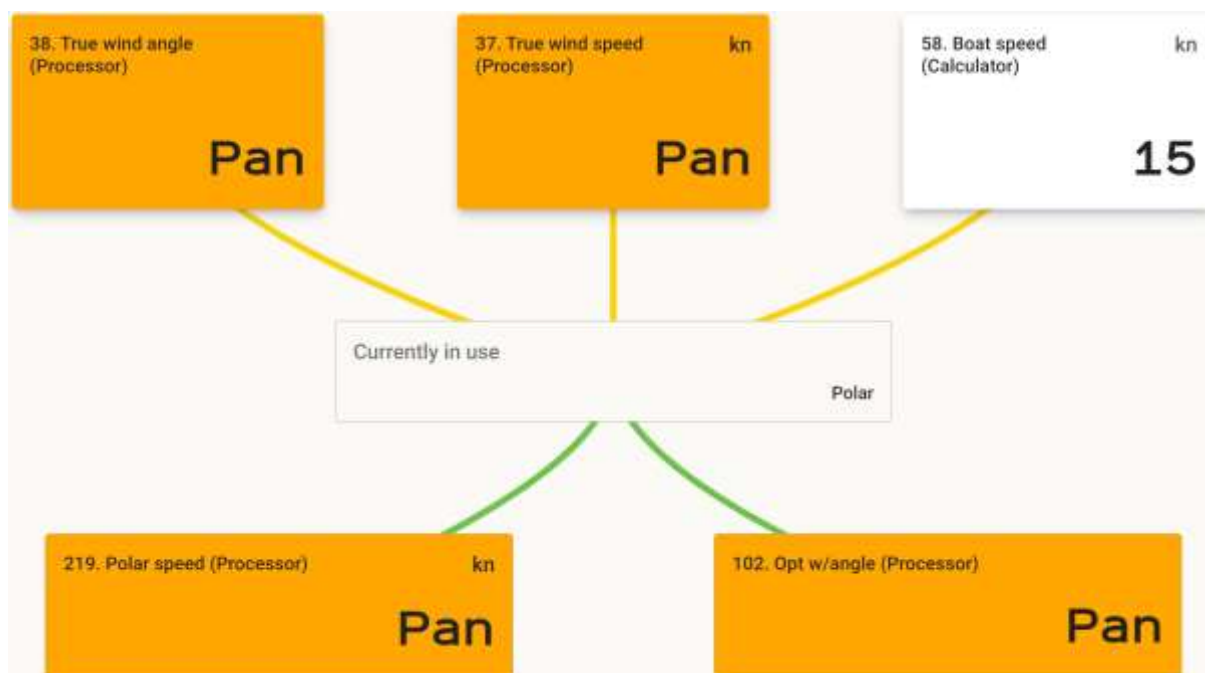 38. True wind angle
(Processor)
Pan
37. True wind speed kn
(Processor)
Pan
58. Boat speed kn
(Calculator)
15
Currently in use
Polar
219. Polar speed (Processor) kn
Pan
102. Opt w/angle (Processor)
Pan